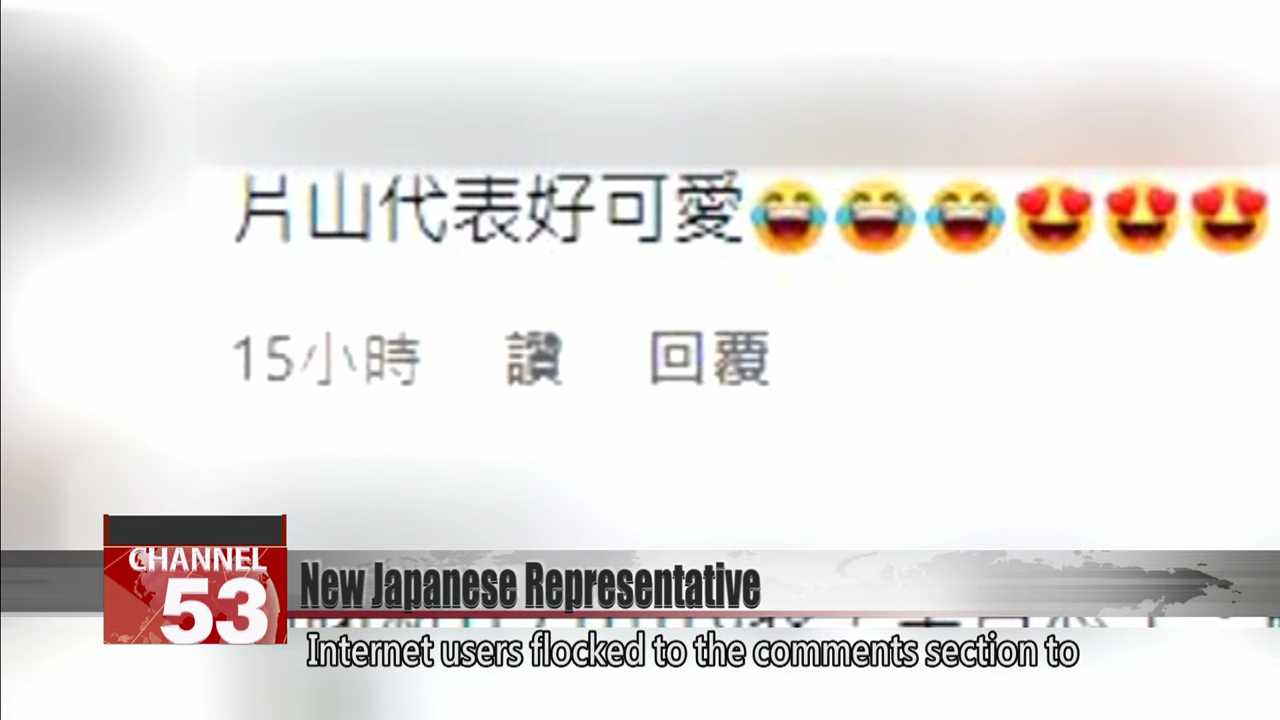 片山代表好可愛😂😂😂😍😍😍
15小時 讚 回覆
CHANNEL
53
New Japanese Representative
Internet users flocked to the comments section to